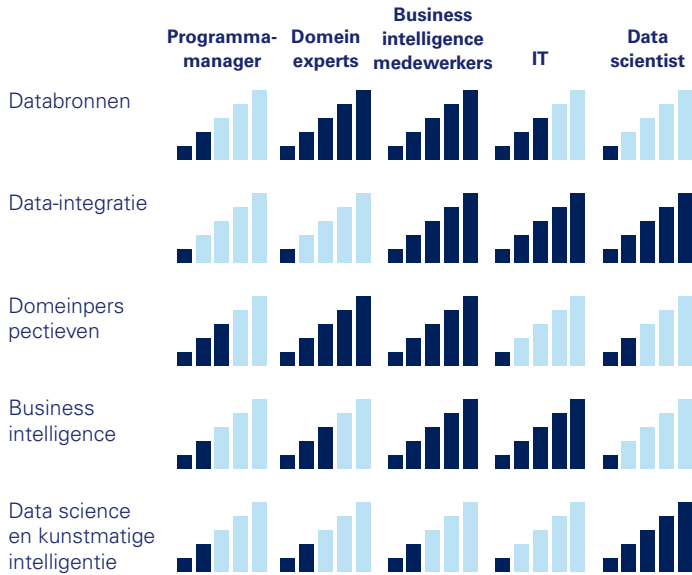 Programma-
manager
Domein
experts
Business
intelligence
medewerkers
IT
Data
scientist
Databronnen
Data-integratie
Domeinpers
pectieven
Business
intelligence
Data science
en kunstmatige
intelligentie